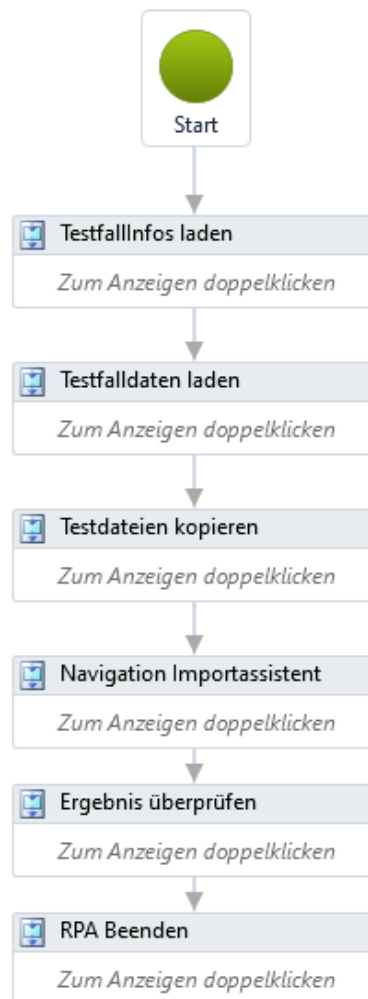 Start
TestfallInfos laden
Zum Anzeigen doppelklicken
Testfalldaten laden
Zum Anzeigen doppelklicken
Testdateien kopieren
Zum Anzeigen doppelklicken
Navigation Importassistent
Zum Anzeigen doppelklicken
Ergebnis überprüfen
Zum Anzeigen doppelklicken
RPA Beenden
Zum Anzeigen doppelklicken